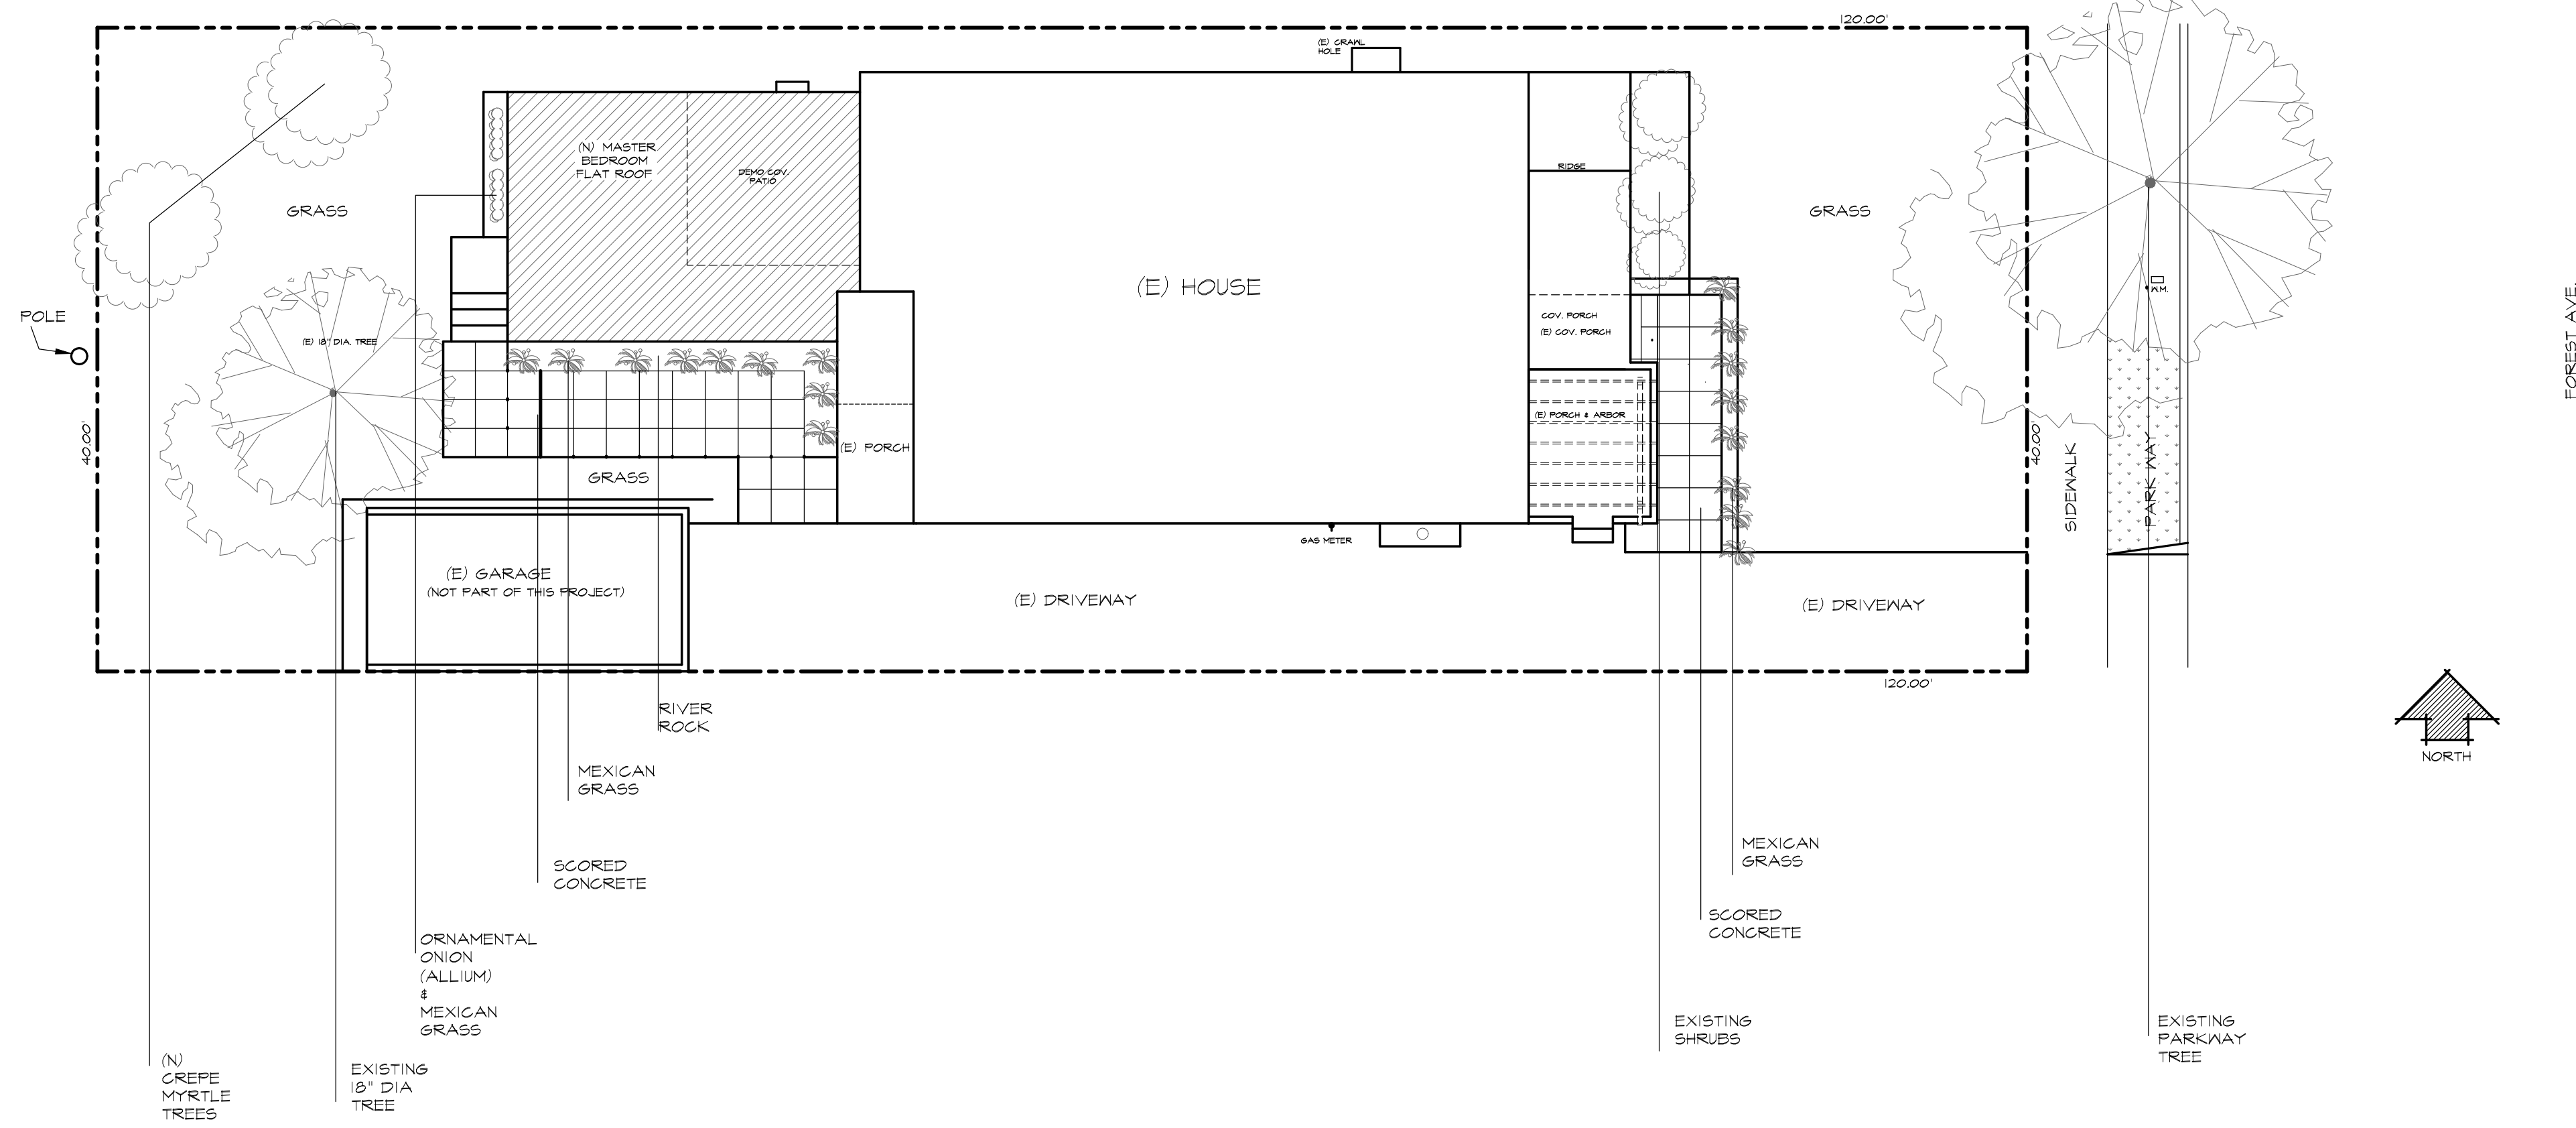 120.00'
(E) CRAWL
HOLE
(N) MASTER
BEDROOM
FLAT ROOF
DEMO COV.
PATIO
RIDGE
GRASS
GRASS
(E) HOUSE
W.M.
FOREST AVE.
POLE
(E) 18" DIA. TREE
COV. PORCH
(E) COV. PORCH
(E) PORCH & ARBOR
40.00'
(E) PORCH
40.00'
SIDEWALK
PARK WAY
GRASS
GAS METER
(E) GARAGE
(NOT PART OF THIS PROJECT)
(E) DRIVEWAY
(E) DRIVEWAY
120.00'
RIVER
ROCK
NORTH
MEXICAN
GRASS
MEXICAN
GRASS
SCORED
CONCRETE
SCORED
CONCRETE
ORNAMENTAL
ONION
(ALLIUM)
&
MEXICAN
GRASS
EXISTING
SHRUBS
EXISTING
PARKWAY
TREE
(N)
CREPE
MYRTLE
TREES
EXISTING
18" DIA
TREE